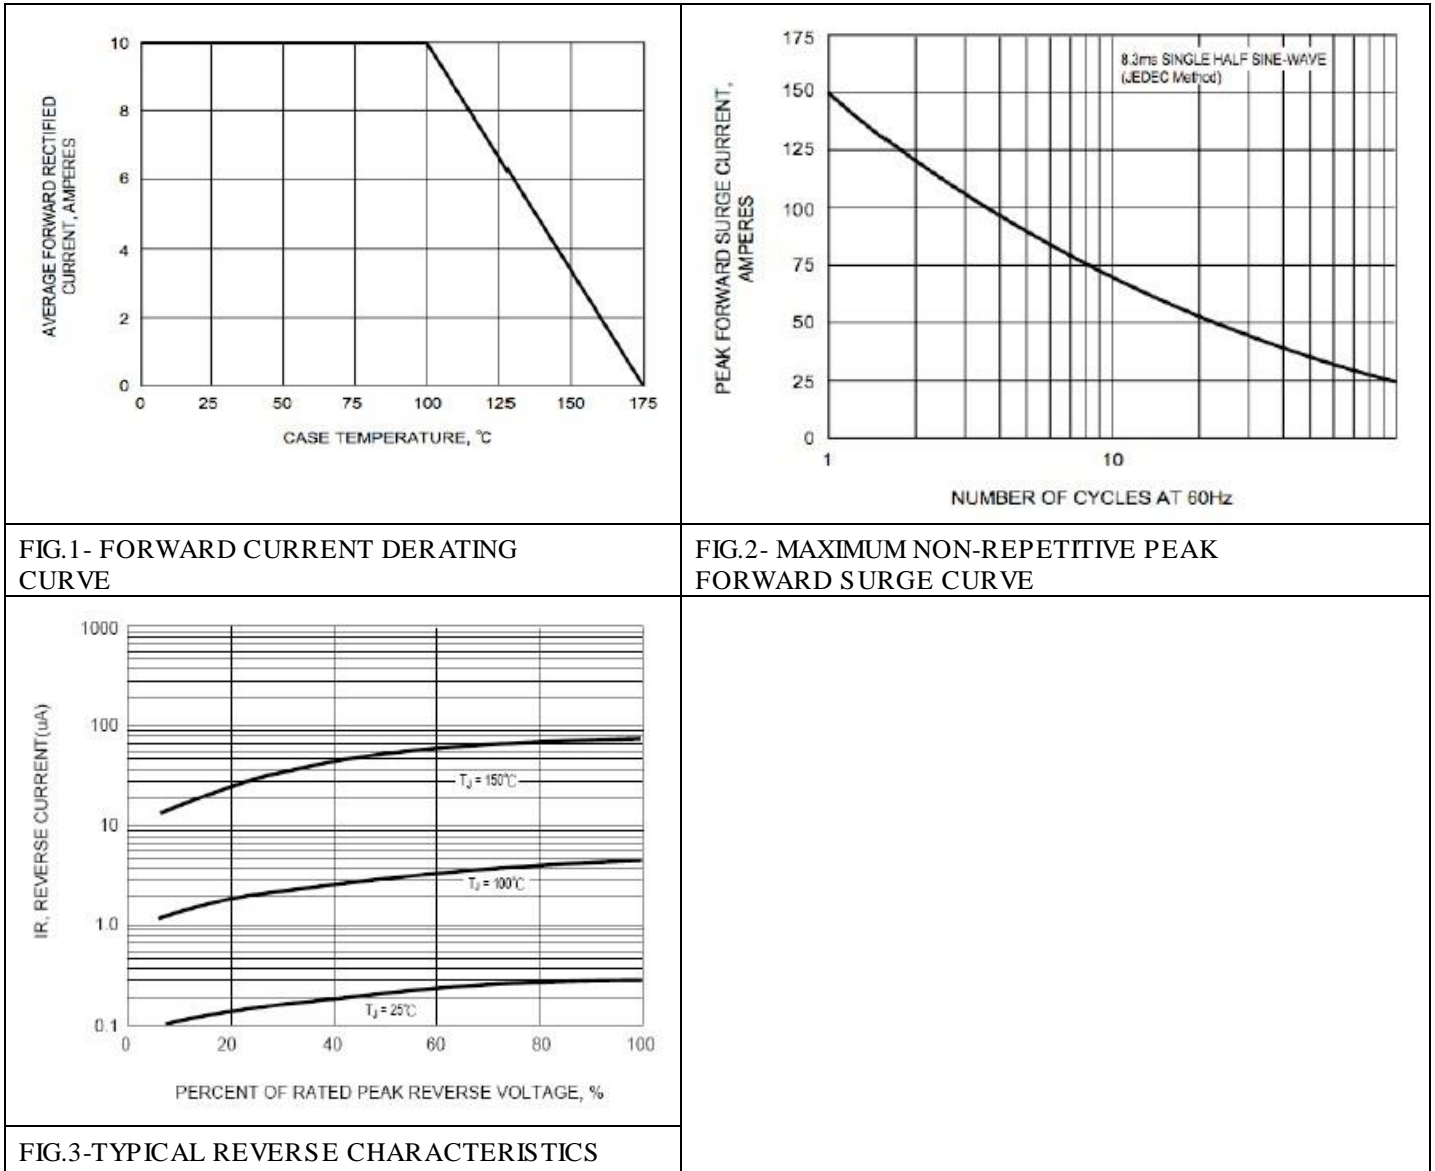 10
8
6
4
2
0
AVERAGE FORWARD RECTIFIED
CURRENT, AMPERES
0 25 50 75 100 125 150 175
CASE TEMPERATURE, ℃
175
150
125
100
75
50
25
0
PEAK FORWARD SURGE CURRENT,
AMPERES
8.3ms SINGLE HALF SINE-WAVE
(JEDEC Method)
1 10
NUMBER OF CYCLES AT 60Hz
FIG.1- FORWARD CURRENT DERATING
CURVE
FIG.2- MAXIMUM NON-REPETITIVE PEAK
FORWARD SURGE CURVE
1000
100
10
1.0
0.1
IR, REVERSE CURRENT(uA)
TJ = 150℃
TJ = 100℃
TJ = 25℃
0 20 40 60 80 100
PERCENT OF RATED PEAK REVERSE VOLTAGE, %
FIG.3-TYPICAL REVERSE CHARACTERISTICS